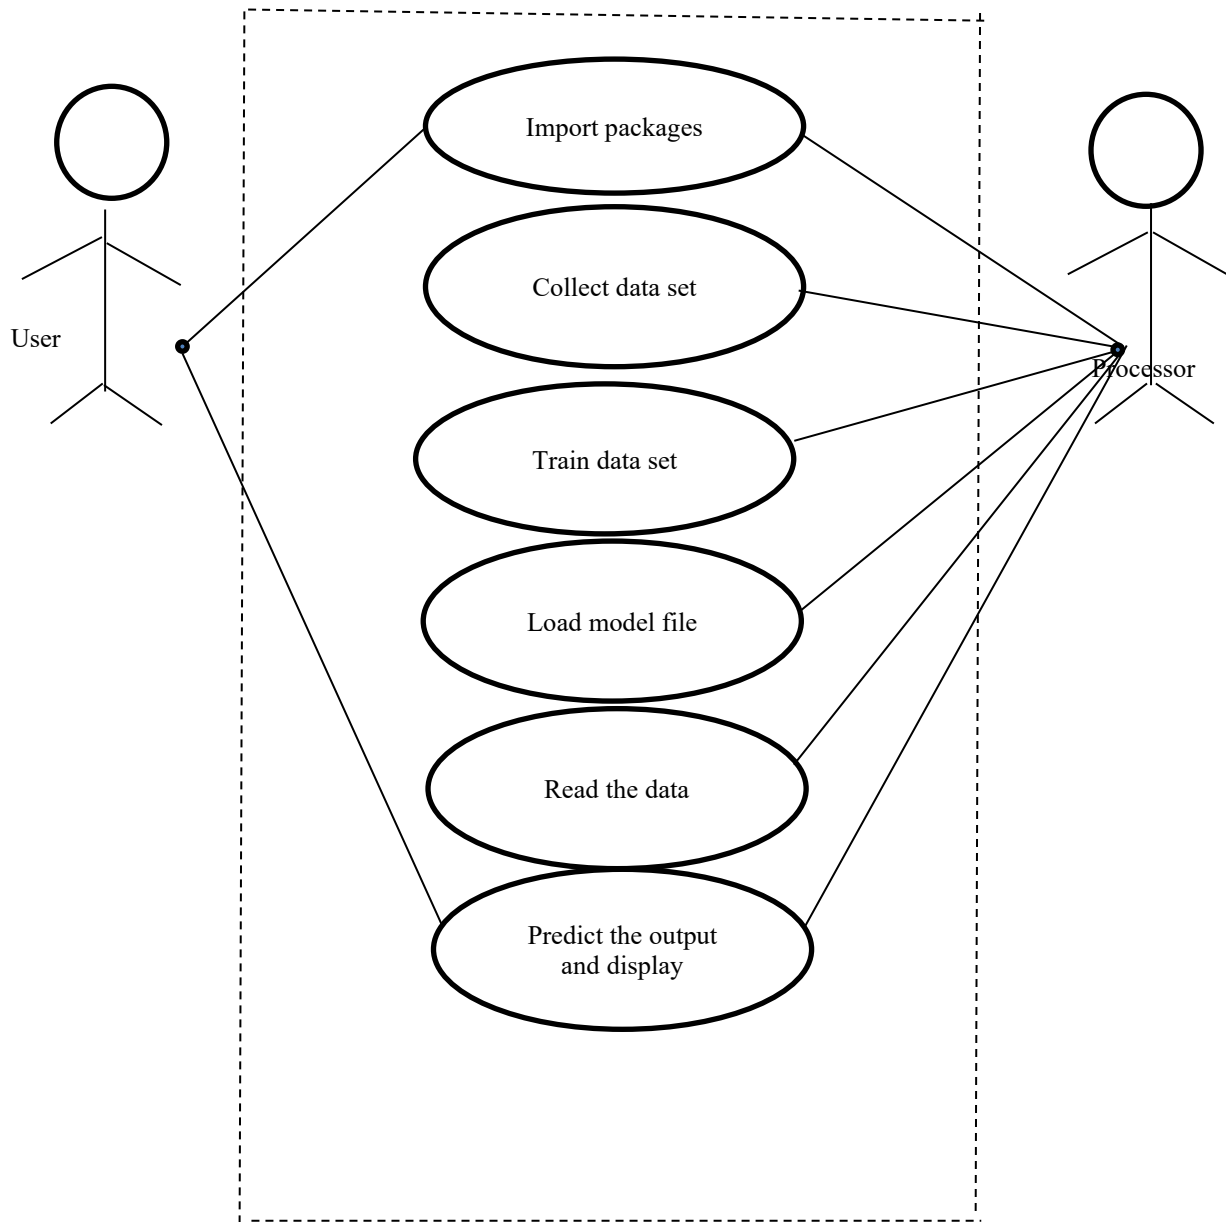 Import packages
Collect data set
User
Processor
Train data set
Load model file
Read the data
Predict the output
and display